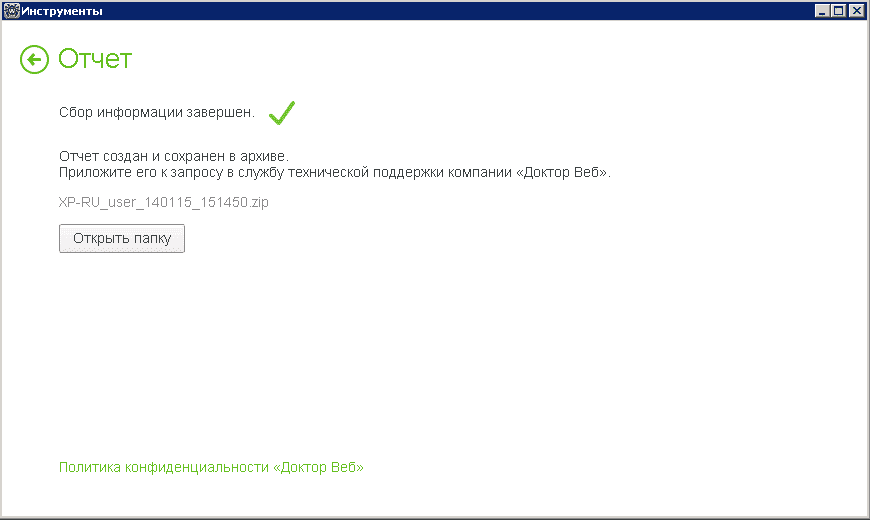 Инструменты
Отчет
Сбор информации завершен.
Отчет создан и сохранен в архиве.
Приложите его к запросу в службу технической поддержки компании «Доктор Веб».
XP-RU_user_140115_151450.zip
Открыть папку
Политика конфиденциальности «Доктор Веб»